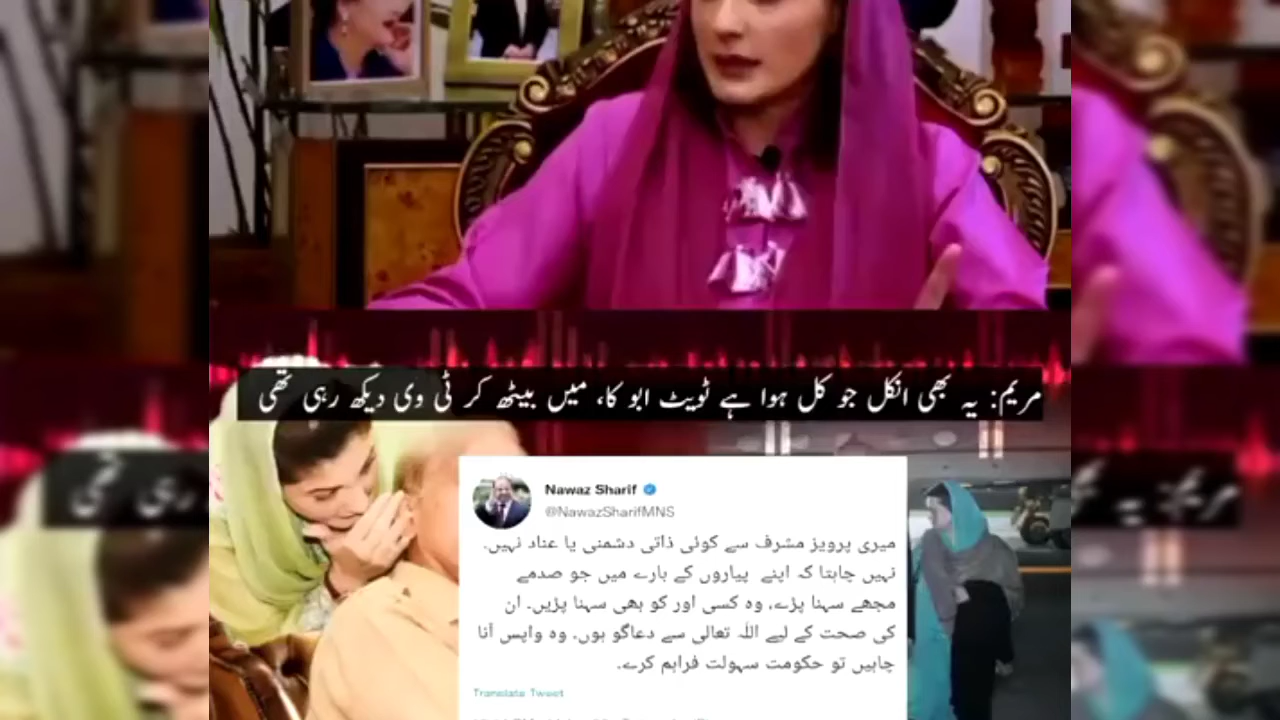 مریم: یہ بھی انکل جو کل ہوا ہے ٹویٹ ابو کا، میں بیٹھ کر ٹی وی دیکھ رہی تھی
Nawaz Sharif
@NawazSharifMNS
میری پرویز مشرف سے کوئی ذاتی دشمنی یا عناد نہیں۔
نہیں چاہتا کہ اپنے پیاروں کے بارے میں جو صدمے
مجھے سہنا پڑے، وہ کسی اور کو بھی سہنا پڑیں۔ ان
کی صحت کے لیے اللہ تعالی سے دعاگو ہوں۔ وہ واپس آنا
چاہیں تو حکومت سہولت فراہم کرے۔
Translate Tweet